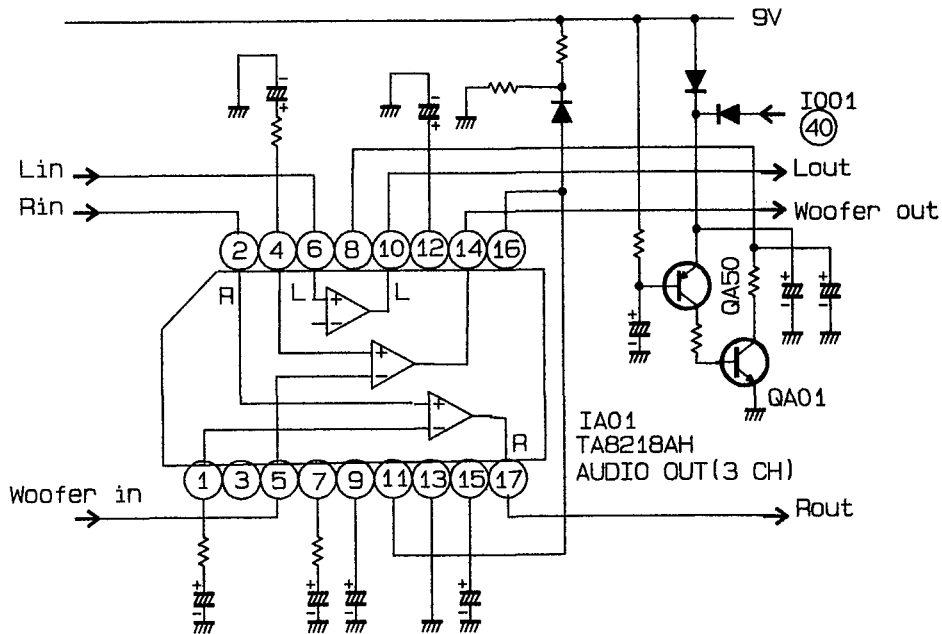 9V
IQ01
40
Lin
Lout
Rin
Woofer out
2 4 6 8 10 12 14 16
R L L
QA50
QA01
R
IA01
TA8218AH
AUDIO OUT(3 CH)
1 3 5 7 9 11 13 15 17
Woofer in
Rout